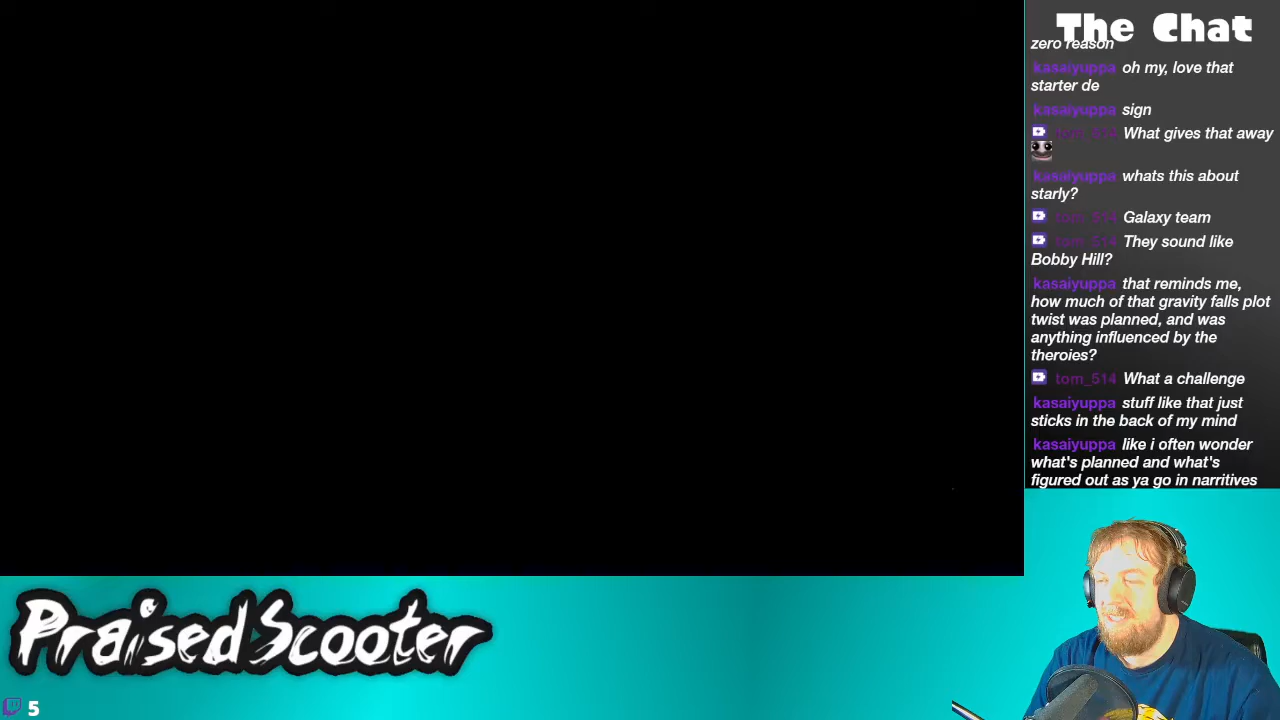 The Chat
zero reason
kasaiyuppa oh my, love that
starter de
kasaiyuppa sign
tom_514 What gives that away
kasaiyuppa whats this about
starly?
tom_514 Galaxy team
tom_514 They sound like
Bobby Hill?
kasaiyuppa that reminds me,
how much of that gravity falls plot
twist was planned, and was
anything influenced by the
theroies?
tom_514 What a challenge
kasaiyuppa stuff like that just
sticks in the back of my mind
kasaiyuppa like i often wonder
what's planned and what's
figured out as ya go in narritives
PraisedScooter
5